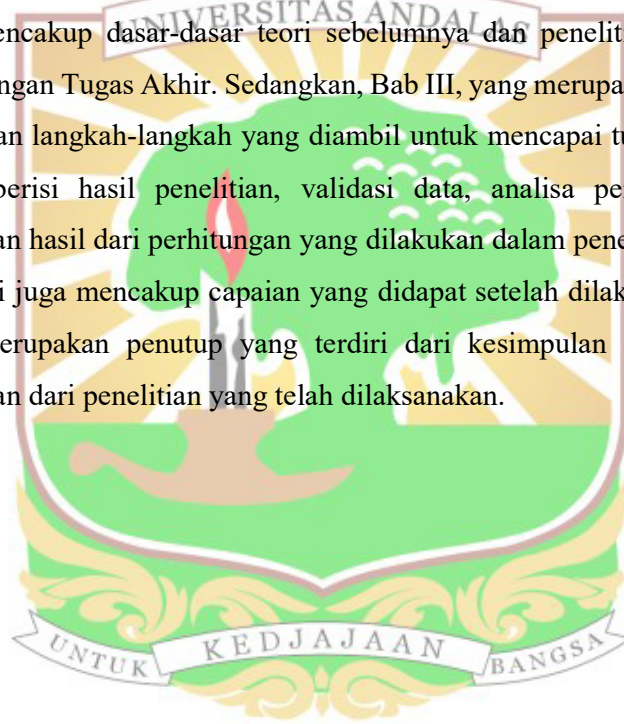 UNIVERSITAS ANDALAS
encakup dasar-dasar teori sebelumnya dan peneliti
ngan Tugas Akhir. Sedangkan, Bab III, yang merupa
an langkah-langkah yang diambil untuk mencapai tu
berisi hasil penelitian, validasi data, analisa pe
an hasil dari perhitungan yang dilakukan dalam pene
i juga mencakup capaian yang didapat setelah dilak
erupakan penutup yang terdiri dari kesimpulan
an dari penelitian yang telah dilaksanakan.
UNTUK KEDJAJAAN BANGSA